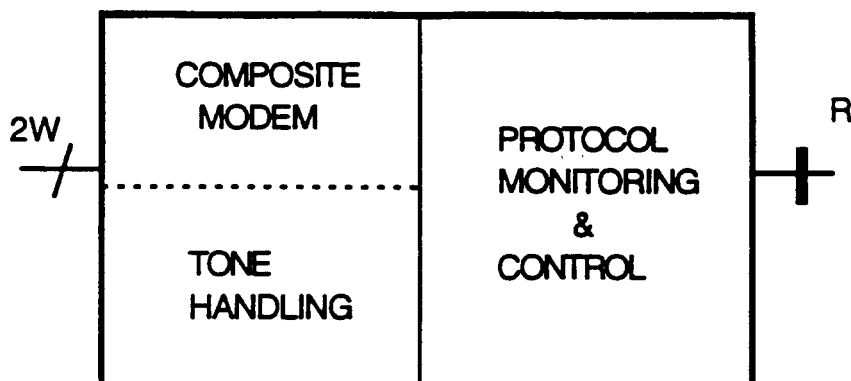 COMPOSITE
MODEM
2W
TONE
HANDLING
PROTOCOL
MONITORING
&
CONTROL
R